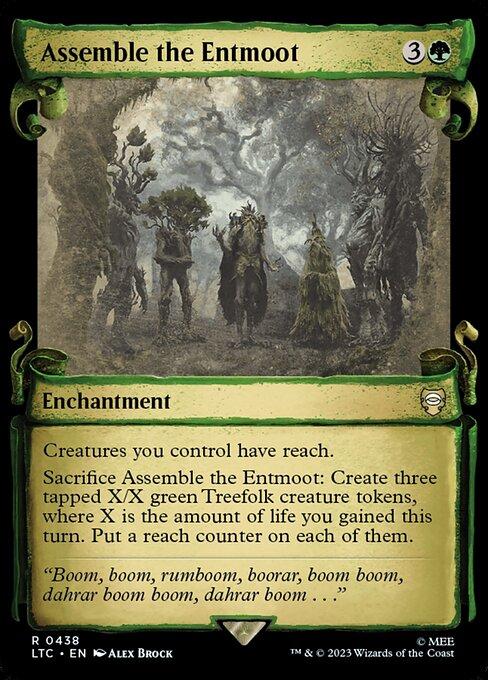 Assemble the Entmoot 3
Enchantment
Creatures you control have reach.
Sacrifice Assemble the Entmoot: Create three
tapped X/X green Treefolk creature tokens,
where X is the amount of life you gained this
turn. Put a reach counter on each of them.
“Boom, boom, rumboom, boorar, boom boom,
dahrar boom boom, dahrar boom . . .”
R 0438
© MEE
LTC • EN ALEX BROCK
™ & © 2023 Wizards of the Coast